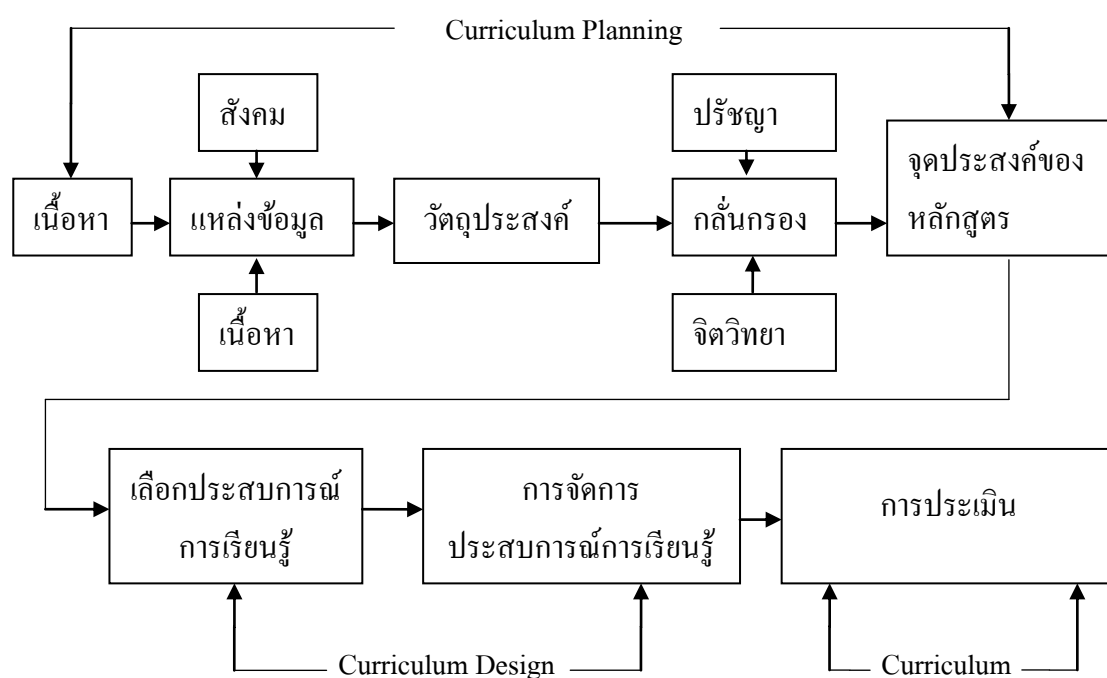 Curriculum Planning
สังคม
ปรัชญา
เนื้อหา
แหล่งข้อมูล
วัตถุประสงค์
กลั่นกรอง
จุดประสงค์ของ
หลักสูตร
เนื้อหา
จิตวิทยา
เลือกประสบการณ์
การเรียนรู้
การจัดการ
ประสบการณ์การเรียนรู้
การประเมิน
Curriculum Design
Curriculum